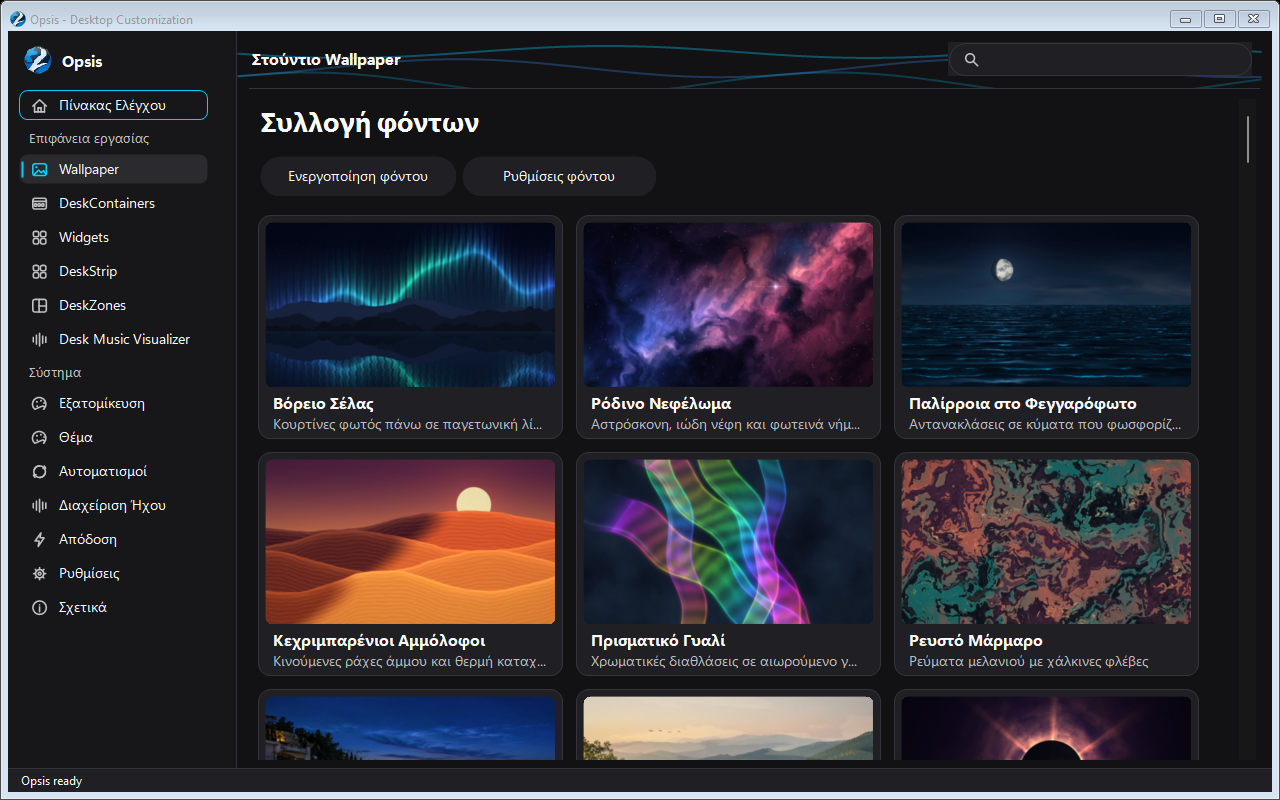 Opsis - Desktop Customization
Opsis
Πίνακας Ελέγχου
Επιφάνεια εργασίας
Wallpaper
DeskContainers
Widgets
DeskStrip
DeskZones
Desk Music Visualizer
Σύστημα
Εξατομίκευση
Θέμα
Αυτοματισμοί
Διαχείριση Ήχου
Απόδοση
Ρυθμίσεις
Σχετικά
Στούντιο Wallpaper
Συλλογή φόντων
Ενεργοποίηση φόντου
Ρυθμίσεις φόντου
Βόρειο Σέλας
Κουρτίνες φωτός πάνω σε παγετωνική λί...
Ρόδινο Νεφέλωμα
Αστρόσκονη, ιώδη νέφη και φωτεινά νήμ...
Παλίρροια στο Φεγγαρόφωτο
Αντανακλάσεις σε κύματα που φωσφορίζ...
Κεχριμπαρένιοι Αμμόλοφοι
Κινούμενες ράχες άμμου και θερμή καταχ...
Πρισματικό Γυαλί
Χρωματικές διαθλάσεις σε αιωρούμενο γ...
Ρευστό Μάρμαρο
Ρεύματα μελανιού με χάλκινες φλέβες
Opsis ready